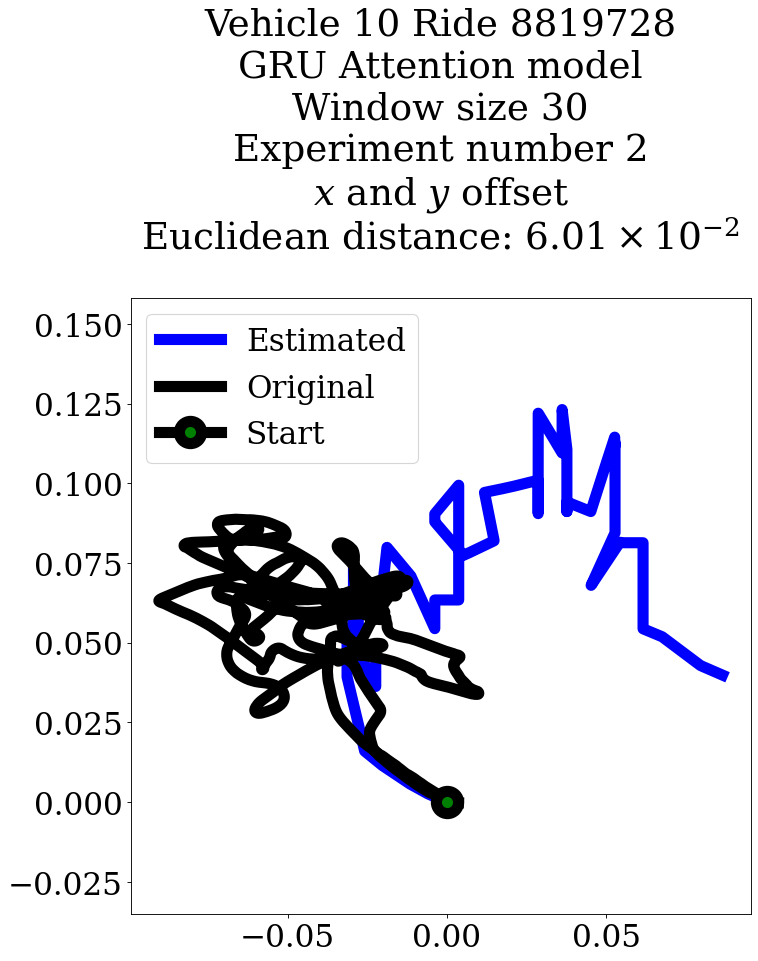 Vehicle 10 Ride 8819728
GRU Attention model
Window size 30
Experiment number 2
x and y offset
Euclidean distance: 6.01 × 10⁻²
0.150
0.125
0.100
0.075
0.050
0.025
0.000
−0.025
Estimated
Original
Start
−0.05 0.00 0.05